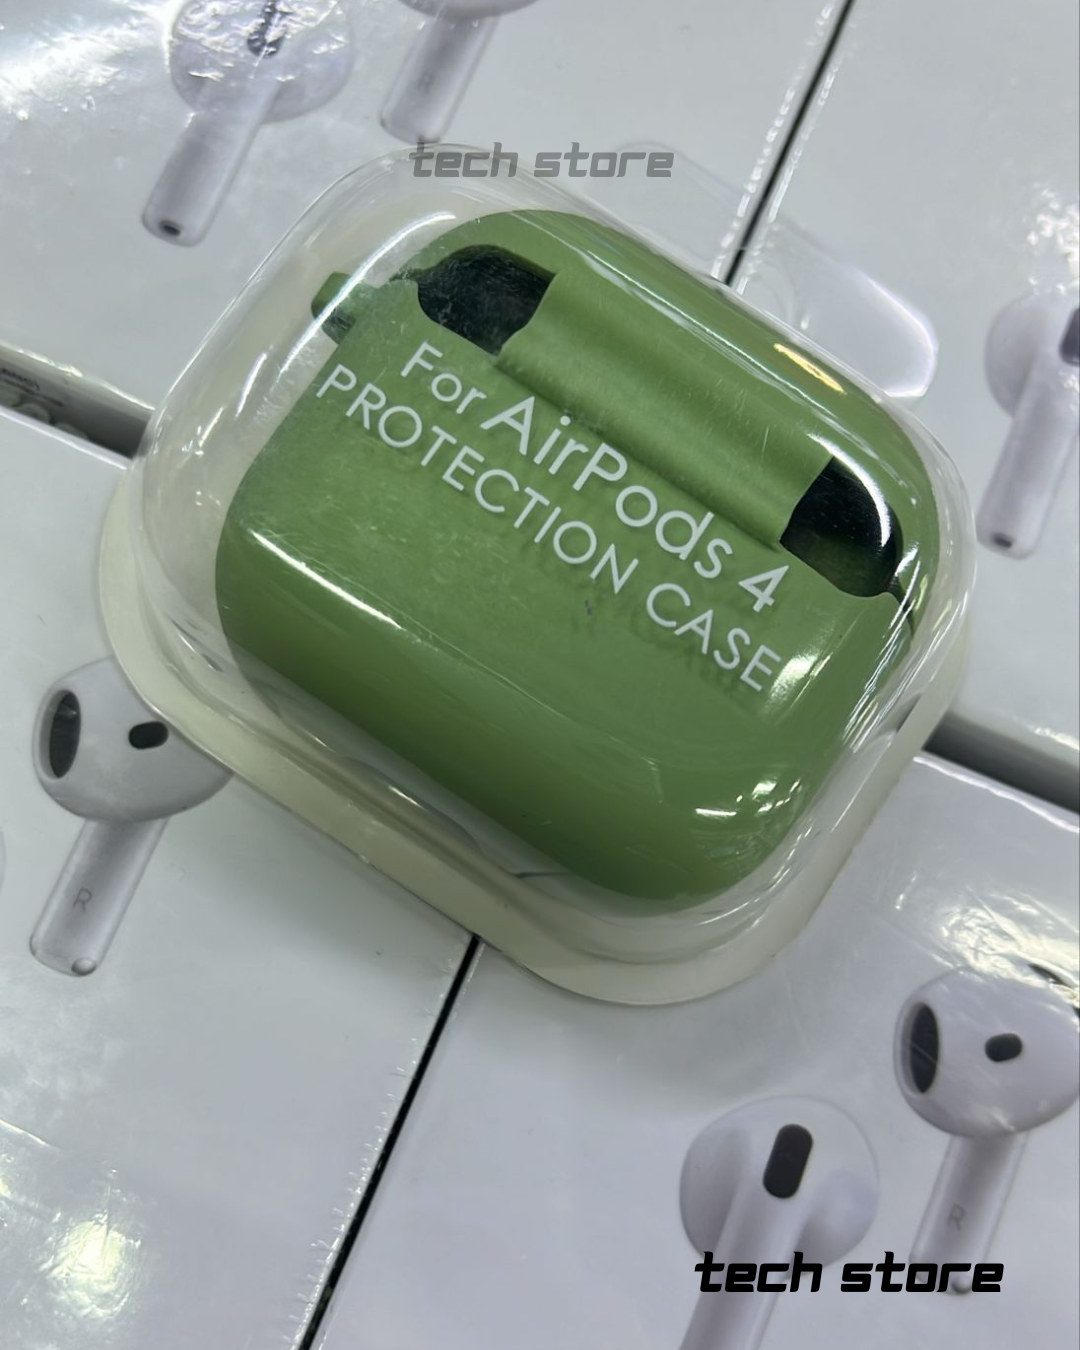 tech store
For AirPods 4
PROTECTION CASE
R
R
R
tech store